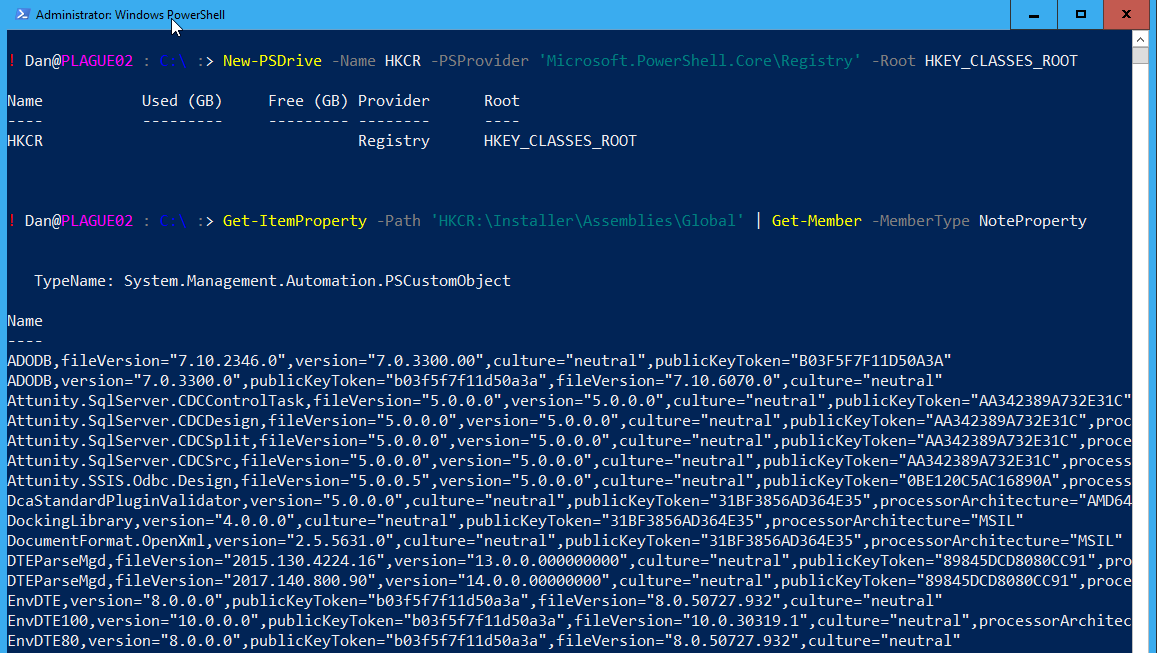 Administrator: Windows PowerShell
! Dan@PLAGUE02 : C:\ :> New-PSDrive -Name HKCR -PSProvider 'Microsoft.PowerShell.Core\Registry' -Root HKEY_CLASSES_ROOT
Name Used (GB) Free (GB) Provider Root
---- --------- --------- -------- ----
HKCR Registry HKEY_CLASSES_ROOT
! Dan@PLAGUE02 : C:\ :> Get-ItemProperty -Path 'HKCR:\Installer\Assemblies\Global' | Get-Member -MemberType NoteProperty
TypeName: System.Management.Automation.PSCustomObject
Name
----
ADODB,fileVersion="7.10.2346.0",version="7.0.3300.00",culture="neutral",publicKeyToken="B03F5F7F11D50A3A"
ADODB,version="7.0.3300.0",publicKeyToken="b03f5f7f11d50a3a",fileVersion="7.10.6070.0",culture="neutral"
Attunity.SqlServer.CDCControlTask,fileVersion="5.0.0.0",version="5.0.0.0",culture="neutral",publicKeyToken="AA342389A732E31C"
Attunity.SqlServer.CDCDesign,fileVersion="5.0.0.0",version="5.0.0.0",culture="neutral",publicKeyToken="AA342389A732E31C",proc
Attunity.SqlServer.CDCSplit,fileVersion="5.0.0.0",version="5.0.0.0",culture="neutral",publicKeyToken="AA342389A732E31C",proce
Attunity.SqlServer.CDCSrc,fileVersion="5.0.0.0",version="5.0.0.0",culture="neutral",publicKeyToken="AA342389A732E31C",process
Attunity.SSIS.Odbc.Design,fileVersion="5.0.0.5",version="5.0.0.0",culture="neutral",publicKeyToken="0BE120C5AC16890A",process
DcaStandardPluginValidator,version="5.0.0.0",culture="neutral",publicKeyToken="31BF3856AD364E35",processorArchitecture="AMD64
DockingLibrary,version="4.0.0.0",culture="neutral",publicKeyToken="31BF3856AD364E35",processorArchitecture="MSIL"
DocumentFormat.OpenXml,version="2.5.5631.0",culture="neutral",publicKeyToken="31BF3856AD364E35",processorArchitecture="MSIL"
DTEParseMgd,fileVersion="2015.130.4224.16",version="13.0.0.000000000",culture="neutral",publicKeyToken="89845DCD8080CC91",pro
DTEParseMgd,fileVersion="2017.140.800.90",version="14.0.0.00000000",culture="neutral",publicKeyToken="89845DCD8080CC91",proce
EnvDTE,version="8.0.0.0",publicKeyToken="b03f5f7f11d50a3a",fileVersion="8.0.50727.932",culture="neutral"
EnvDTE100,version="10.0.0.0",publicKeyToken="b03f5f7f11d50a3a",fileVersion="10.0.30319.1",culture="neutral",processorArchitec
EnvDTE80,version="8.0.0.0",publicKeyToken="b03f5f7f11d50a3a",fileVersion="8.0.50727.932",culture="neutral"